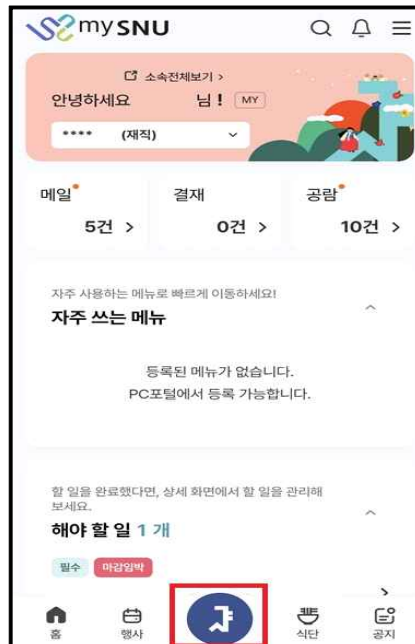 mySNU
소속전체보기 >
안녕하세요 님! MY
**** (재직)
메일 결재 공람
5건 > 0건 > 10건 >
자주 사용하는 메뉴로 빠르게 이동하세요!
자주 쓰는 메뉴
등록된 메뉴가 없습니다.
PC포털에서 등록 가능합니다.
할 일을 완료했다면, 상세 화면에서 할 일을 관리해
보세요.
해야 할 일 1 개
필수 마감임박
홈 행사 식단 공지